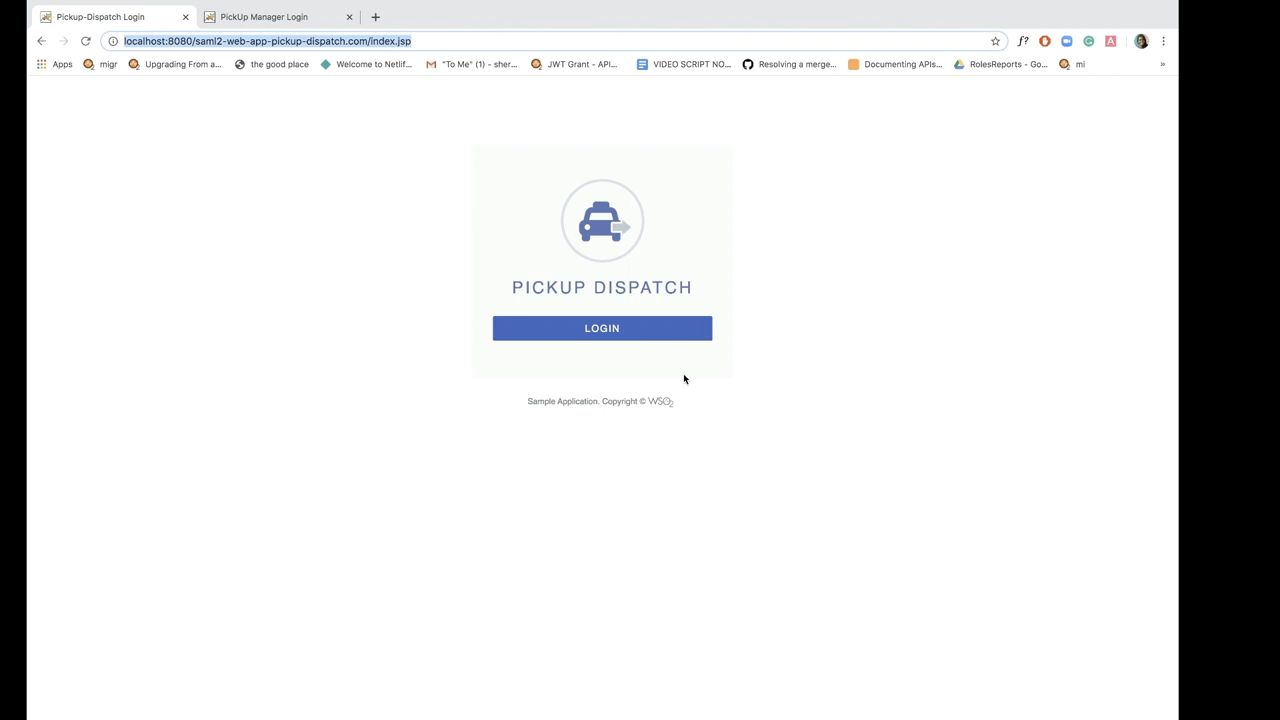 Pickup-Dispatch Login
PickUp Manager Login
localhost:8080/saml2-web-app-pickup-dispatch.com/index.jsp
f?
A
Apps
migr
Upgrading From a...
the good place
Welcome to Netlif...
"To Me" (1) - sher...
JWT Grant - API...
VIDEO SCRIPT NO...
Resolving a merge...
Documenting APIs...
RolesReports - Go...
mi
»
PICKUP DISPATCH
LOGIN
Sample Application. Copyright © WSO2